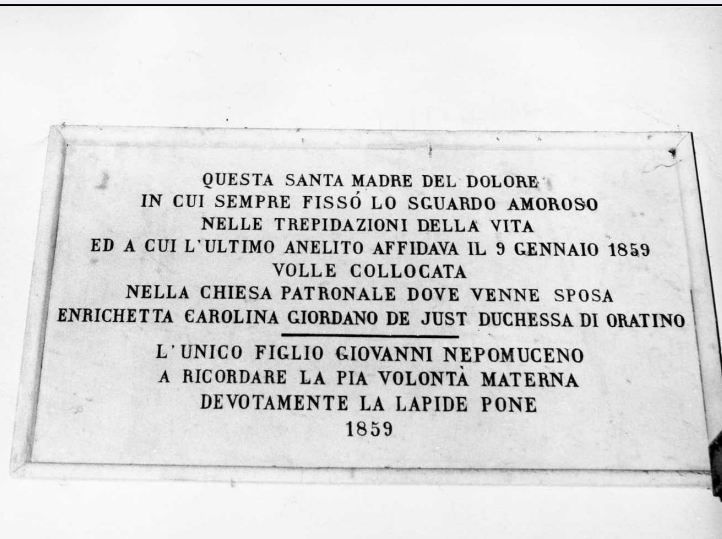 QUESTA SANTA MADRE DEL DOLORE
IN CUI SEMPRE FISSÓ LO SGUARDO AMOROSO
NELLE TREPIDAZIONI DELLA VITA
ED A CUI L'ULTIMO ANELITO AFFIDAVA IL 9 GENNAIO 1859
VOLLE COLLOCATA
NELLA CHIESA PATRONALE DOVE VENNE SPOSA
ENRICHETTA CAROLINA GIORDANO DE JUST DUCHESSA DI ORATINO
L'UNICO FIGLIO GIOVANNI NEPOMUCENO
A RICORDARE LA PIA VOLONTÀ MATERNA
DEVOTAMENTE LA LAPIDE PONE
1859